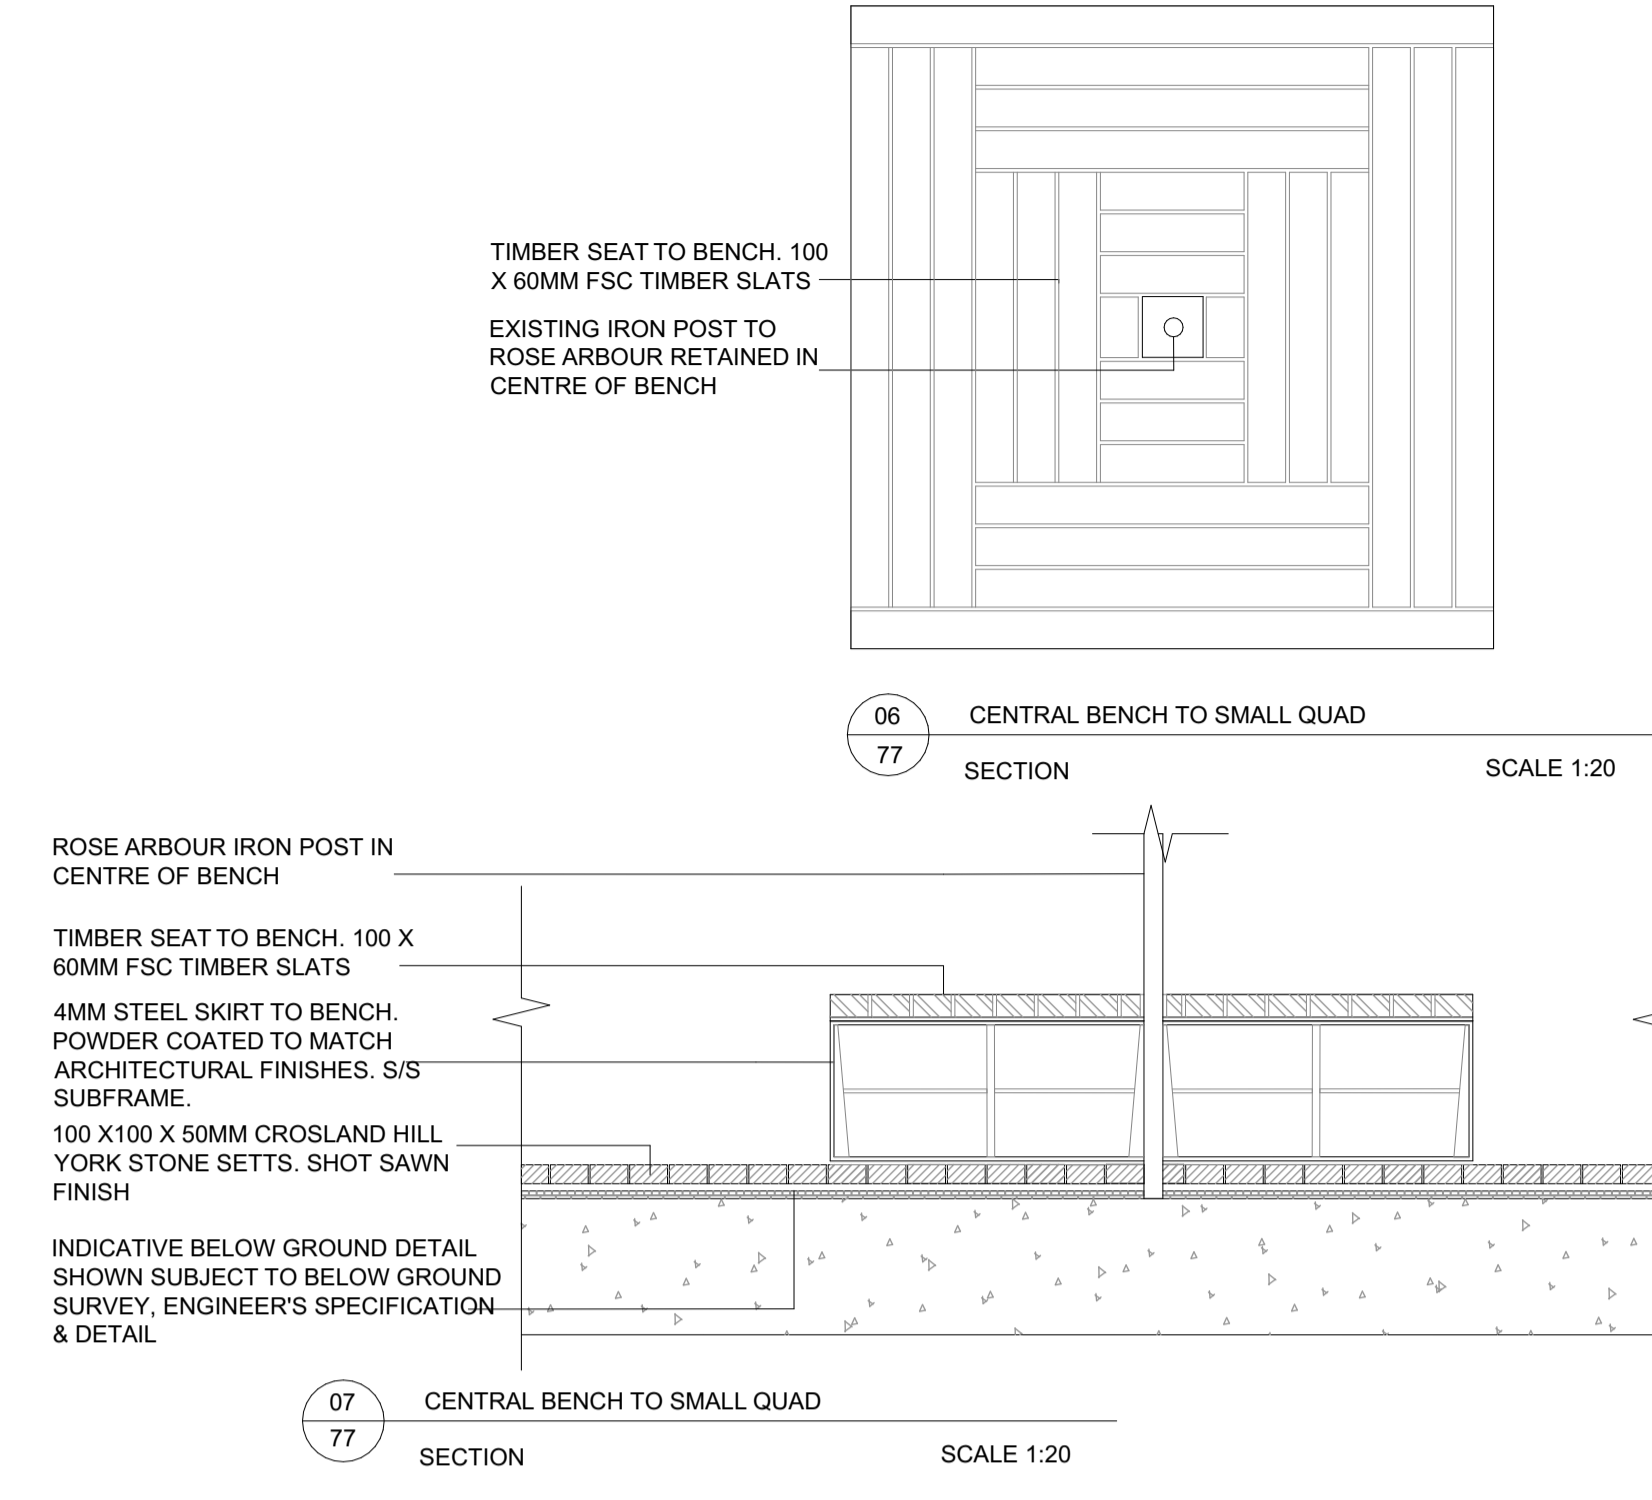 TIMBER SEAT TO BENCH. 100
X 60MM FSC TIMBER SLATS
EXISTING IRON POST TO
ROSE ARBOUR RETAINED IN
CENTRE OF BENCH
06
77
CENTRAL BENCH TO SMALL QUAD
SECTION
SCALE 1:20
ROSE ARBOUR IRON POST IN
CENTRE OF BENCH
TIMBER SEAT TO BENCH. 100 X
60MM FSC TIMBER SLATS
4MM STEEL SKIRT TO BENCH.
POWDER COATED TO MATCH
ARCHITECTURAL FINISHES. S/S
SUBFRAME.
100 X100 X 50MM CROSLAND HILL
YORK STONE SETTS. SHOT SAWN
FINISH
INDICATIVE BELOW GROUND DETAIL
SHOWN SUBJECT TO BELOW GROUND
SURVEY, ENGINEER'S SPECIFICATION
& DETAIL
07
77
CENTRAL BENCH TO SMALL QUAD
SECTION
SCALE 1:20